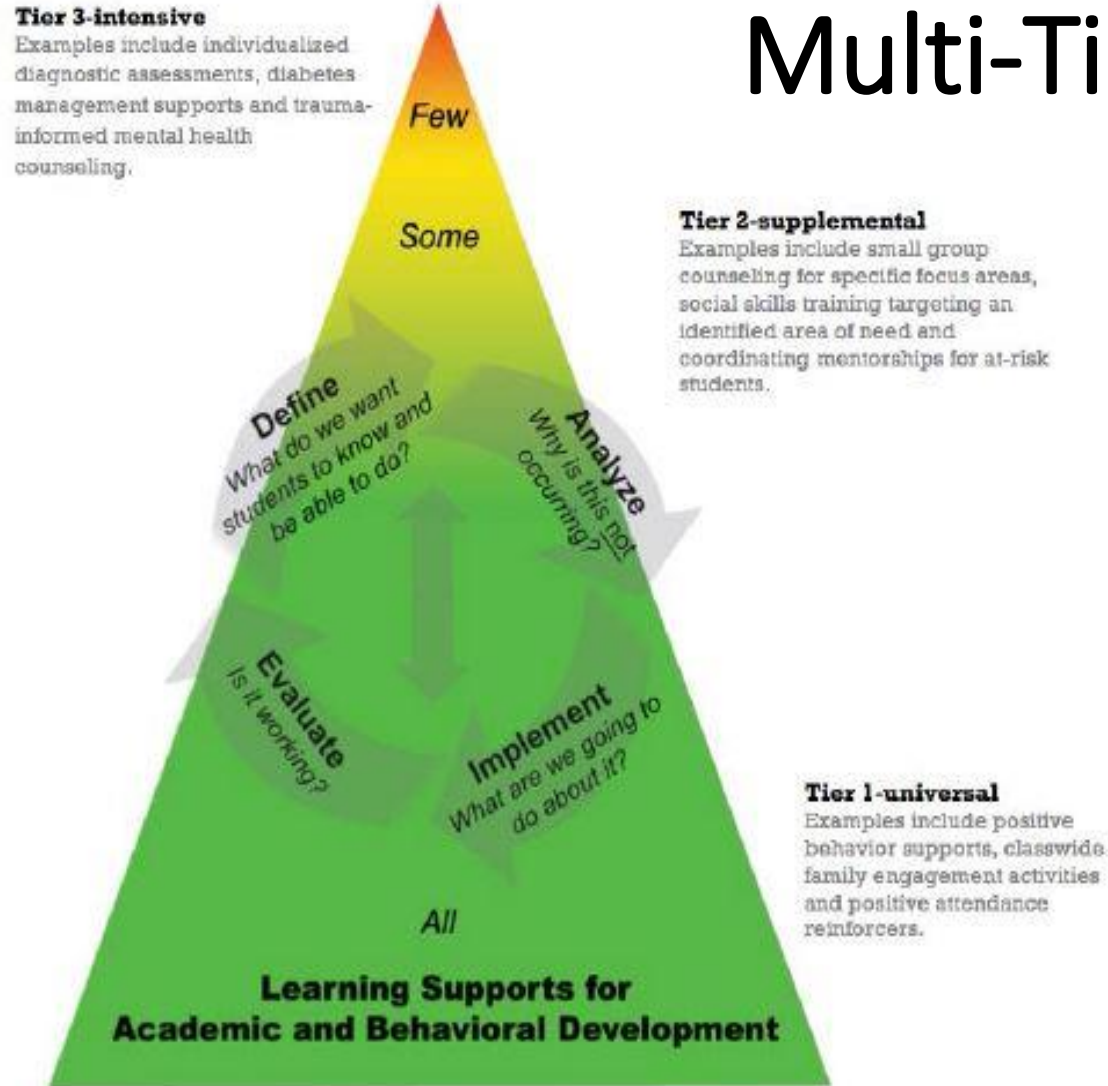 Multi-Ti
Tier 3-intensive
Examples include individualized
diagnostic assessments, diabetes
management supports and trauma-
informed mental health
counseling.
Few
Some
Tier 2-supplemental
Examples include small group
counseling for specific focus areas,
social skills training targeting an
identified area of need and
coordinating mentorships for at-risk
students.
Define
What do we want
students to know and
be able to do?
Analyze
Why is this not
occurring?
Implement
What are we going to
do about it?
Evaluate
Is it working?
Tier 1-universal
Examples include positive
behavior supports, classwide
family engagement activities
and positive attendance
reinforcers.
All
Learning Supports for
Academic and Behavioral Development